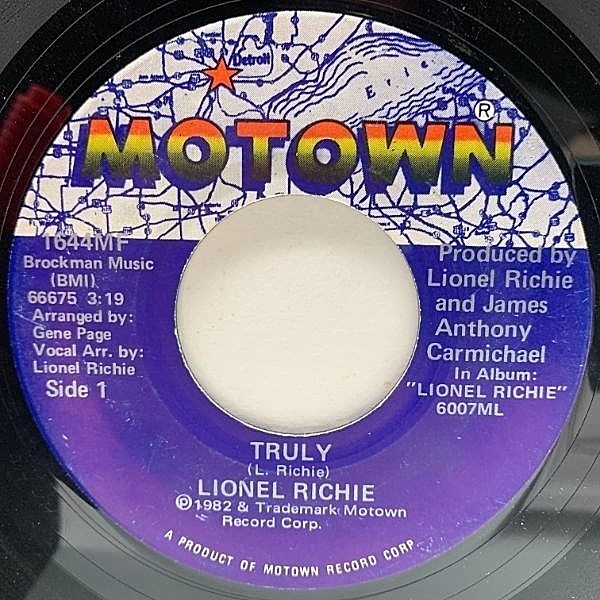 Detroit
Erie
MOTOWN®
1644MF
Brockman Music
(BMI)
66675 3:19
Arranged by:
Gene Page
Vocal Arr. by:
Lionel Richie
Side 1
Produced by
Lionel Richie
and James
Anthony
Carmichael
In Album:
"LIONEL RICHIE"
6007ML
TRULY
(L. Richie)
LIONEL RICHIE
℗1982 & Trademark Motown
Record Corp.
A PRODUCT OF MOTOWN RECORD CORP.